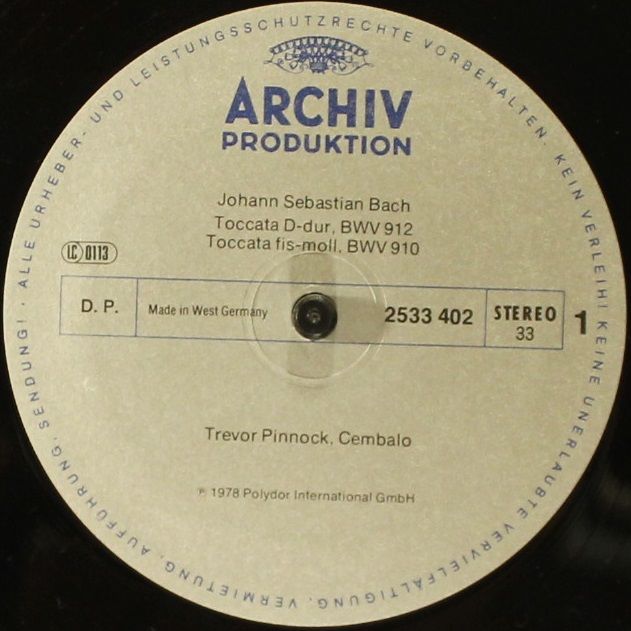 ALLE URHEBER- UND LEISTUNGSSCHUTZRECHTE VORBEHALTEN. KEIN VERLEIH! KEINE UNERLAUBTE VERVIELFÄLTIGUNG, VERMIETUNG, AUFFÜHRUNG, SENDUNG! ·
ARCHIV
PRODUKTION
Johann Sebastian Bach
Toccata D-dur, BWV 912
Toccata fis-moll, BWV 910
LC 0113
D. P. Made in West Germany 2533 402 STEREO 33 1
Trevor Pinnock, Cembalo
℗ 1978 Polydor International GmbH